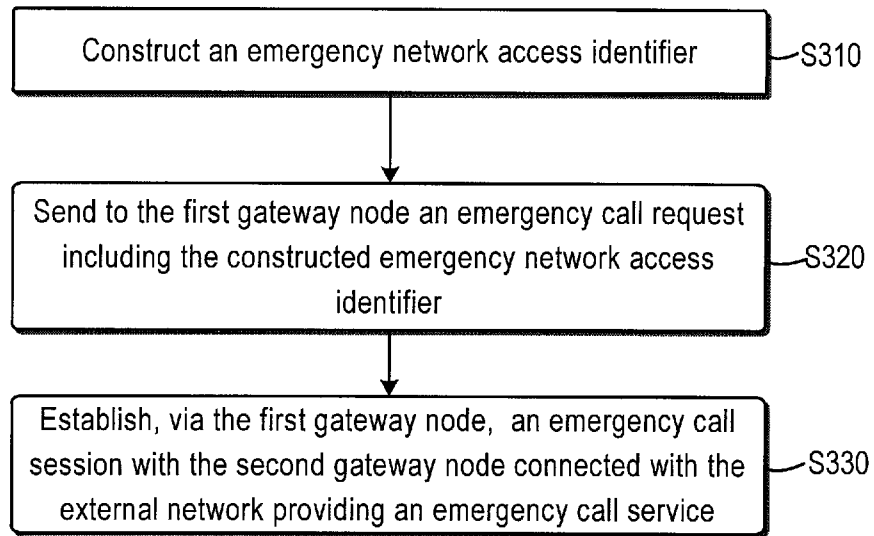 Construct an emergency network access identifier
S310
Send to the first gateway node an emergency call request
including the constructed emergency network access
identifier
S320
Establish, via the first gateway node, an emergency call
session with the second gateway node connected with the
external network providing an emergency call service
S330